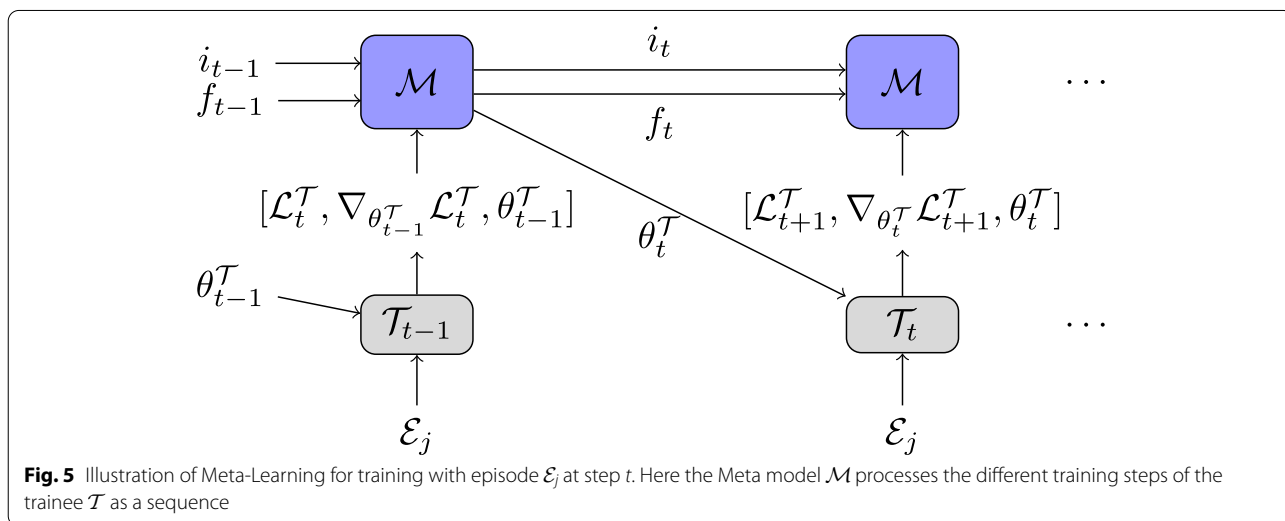 i_{t-1}
f_{t-1}
ℳ
i_t
f_t
ℳ
...
[ℒ_t^𝒯, ∇_{θ_{t-1}^𝒯} ℒ_t^𝒯, θ_{t-1}^𝒯]
θ_t^𝒯
[ℒ_{t+1}^𝒯, ∇_{θ_t^𝒯} ℒ_{t+1}^𝒯, θ_t^𝒯]
θ_{t-1}^𝒯
𝒯_{t-1}
𝒯_t
...
ℰ_j
ℰ_j
Fig. 5 Illustration of Meta-Learning for training with episode ℰ_j at step t. Here the Meta model ℳ processes the different training steps of the
trainee 𝒯 as a sequence